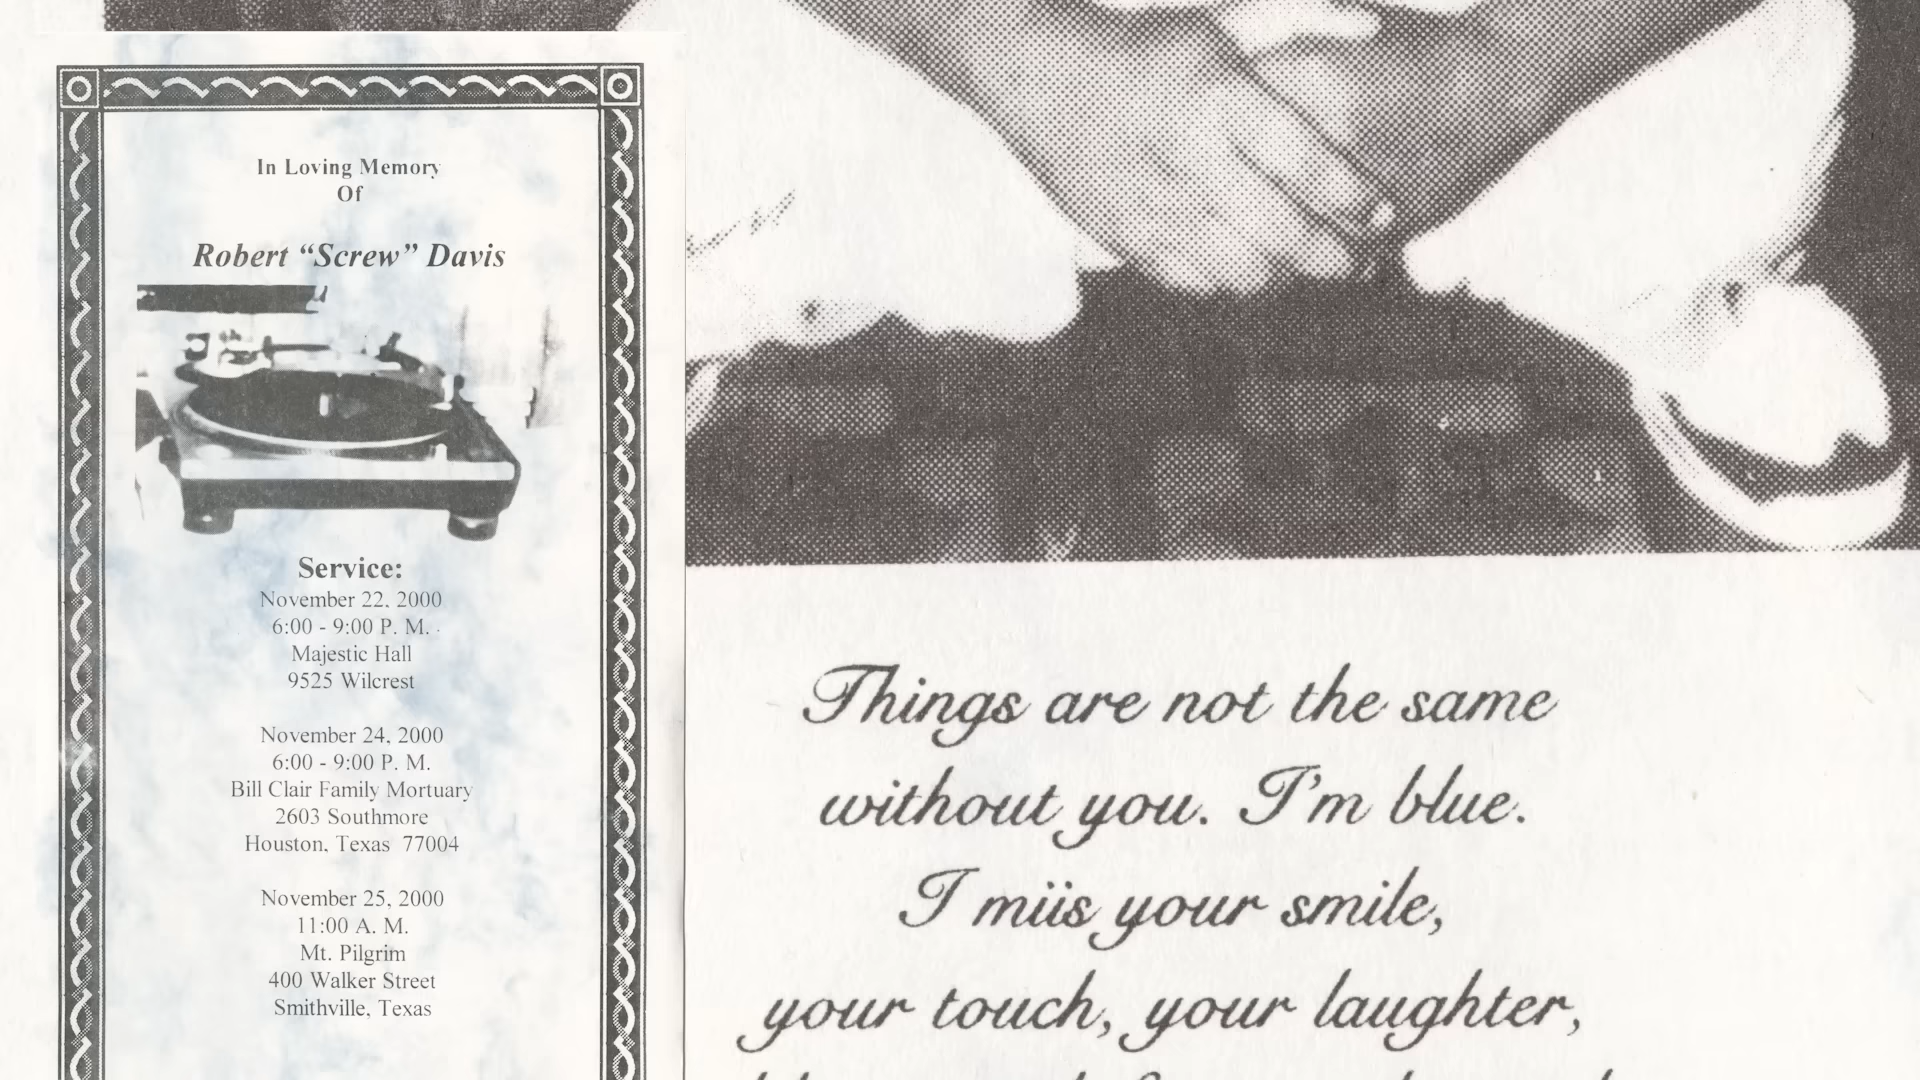 In Loving Memory
Of
Robert “Screw” Davis
Service:
November 22, 2000
6:00 - 9:00 P. M.
Majestic Hall
9525 Wilcrest
November 24, 2000
6:00 - 9:00 P. M.
Bill Clair Family Mortuary
2603 Southmore
Houston, Texas 77004
November 25, 2000
11:00 A. M.
Mt. Pilgrim
400 Walker Street
Smithville, Texas
Things are not the same
without you. I'm blue.
I miis your smile,
your touch, your laughter,